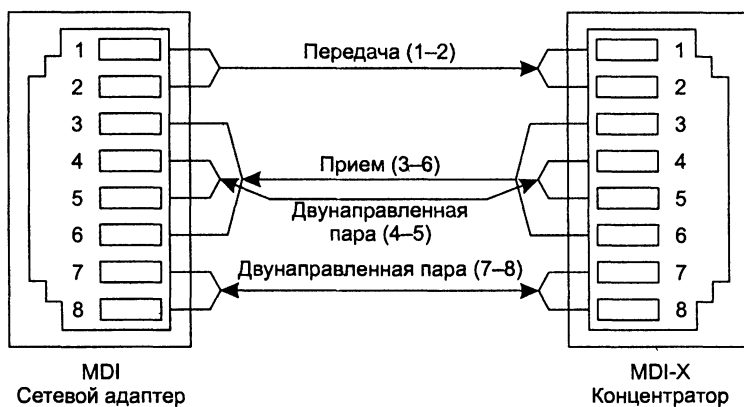 1
2
3
4
5
6
7
8
Передача (1–2)
Прием (3–6)
Двунаправленная
пара (4–5)
Двунаправленная пара (7–8)
1
2
3
4
5
6
7
8
MDI
Сетевой адаптер
MDI-X
Концентратор